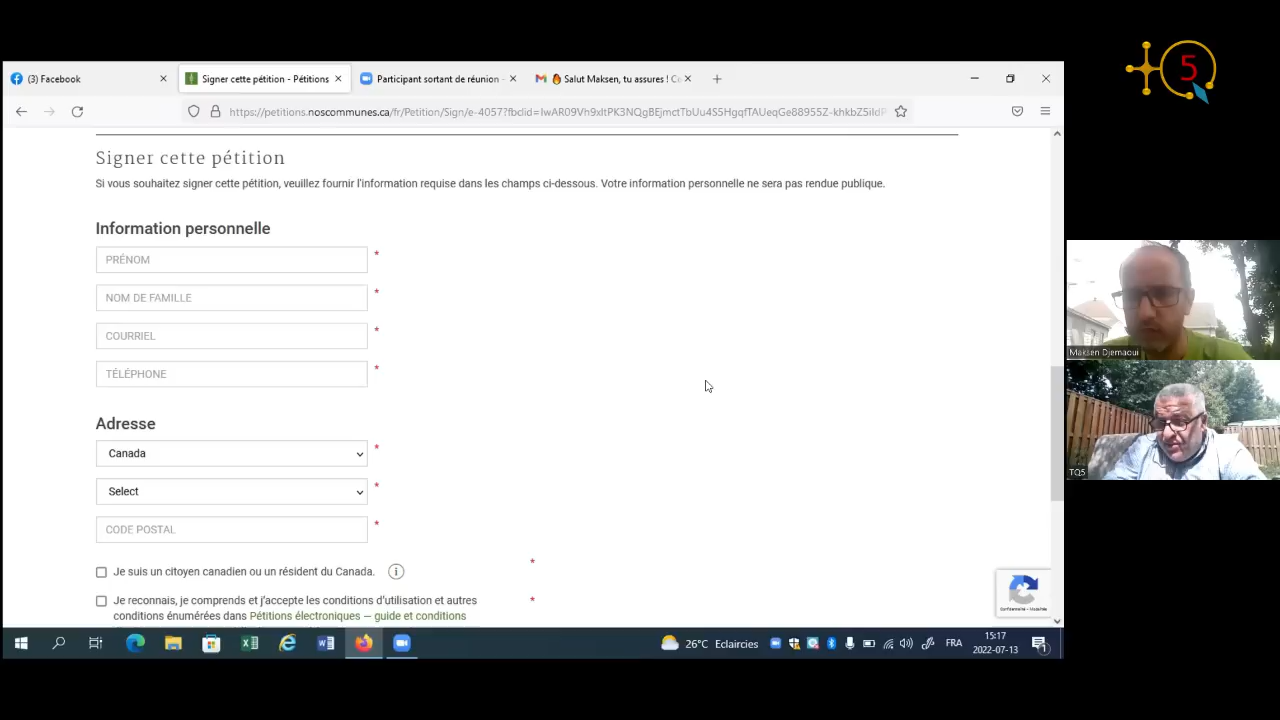 5
(3) Facebook
Signer cette pétition - Pétitions
Participant sortant de réunion -
🔥 Salut Maksen, tu assures ! Co
https://petitions.noscommunes.ca/fr/Petition/Sign/e-4057?fbclid=
Signer cette pétition
Si vous souhaitez signer cette pétition, veuillez fournir l'information requise dans les champs ci-dessous. Votre information personnelle ne sera pas rendue publique.
Information personnelle
PRÉNOM *
NOM DE FAMILLE *
COURRIEL *
TÉLÉPHONE *
Adresse
Canada *
Select *
CODE POSTAL *
Je suis un citoyen canadien ou un résident du Canada. i *
Je reconnais, je comprends et j'accepte les conditions d'utilisation et autres *
conditions énumérées dans Pétitions électroniques — guide et conditions
Maksen Djemaoui
TQ5
26°C Eclaircies
FRA
15:17
2022-07-13
1